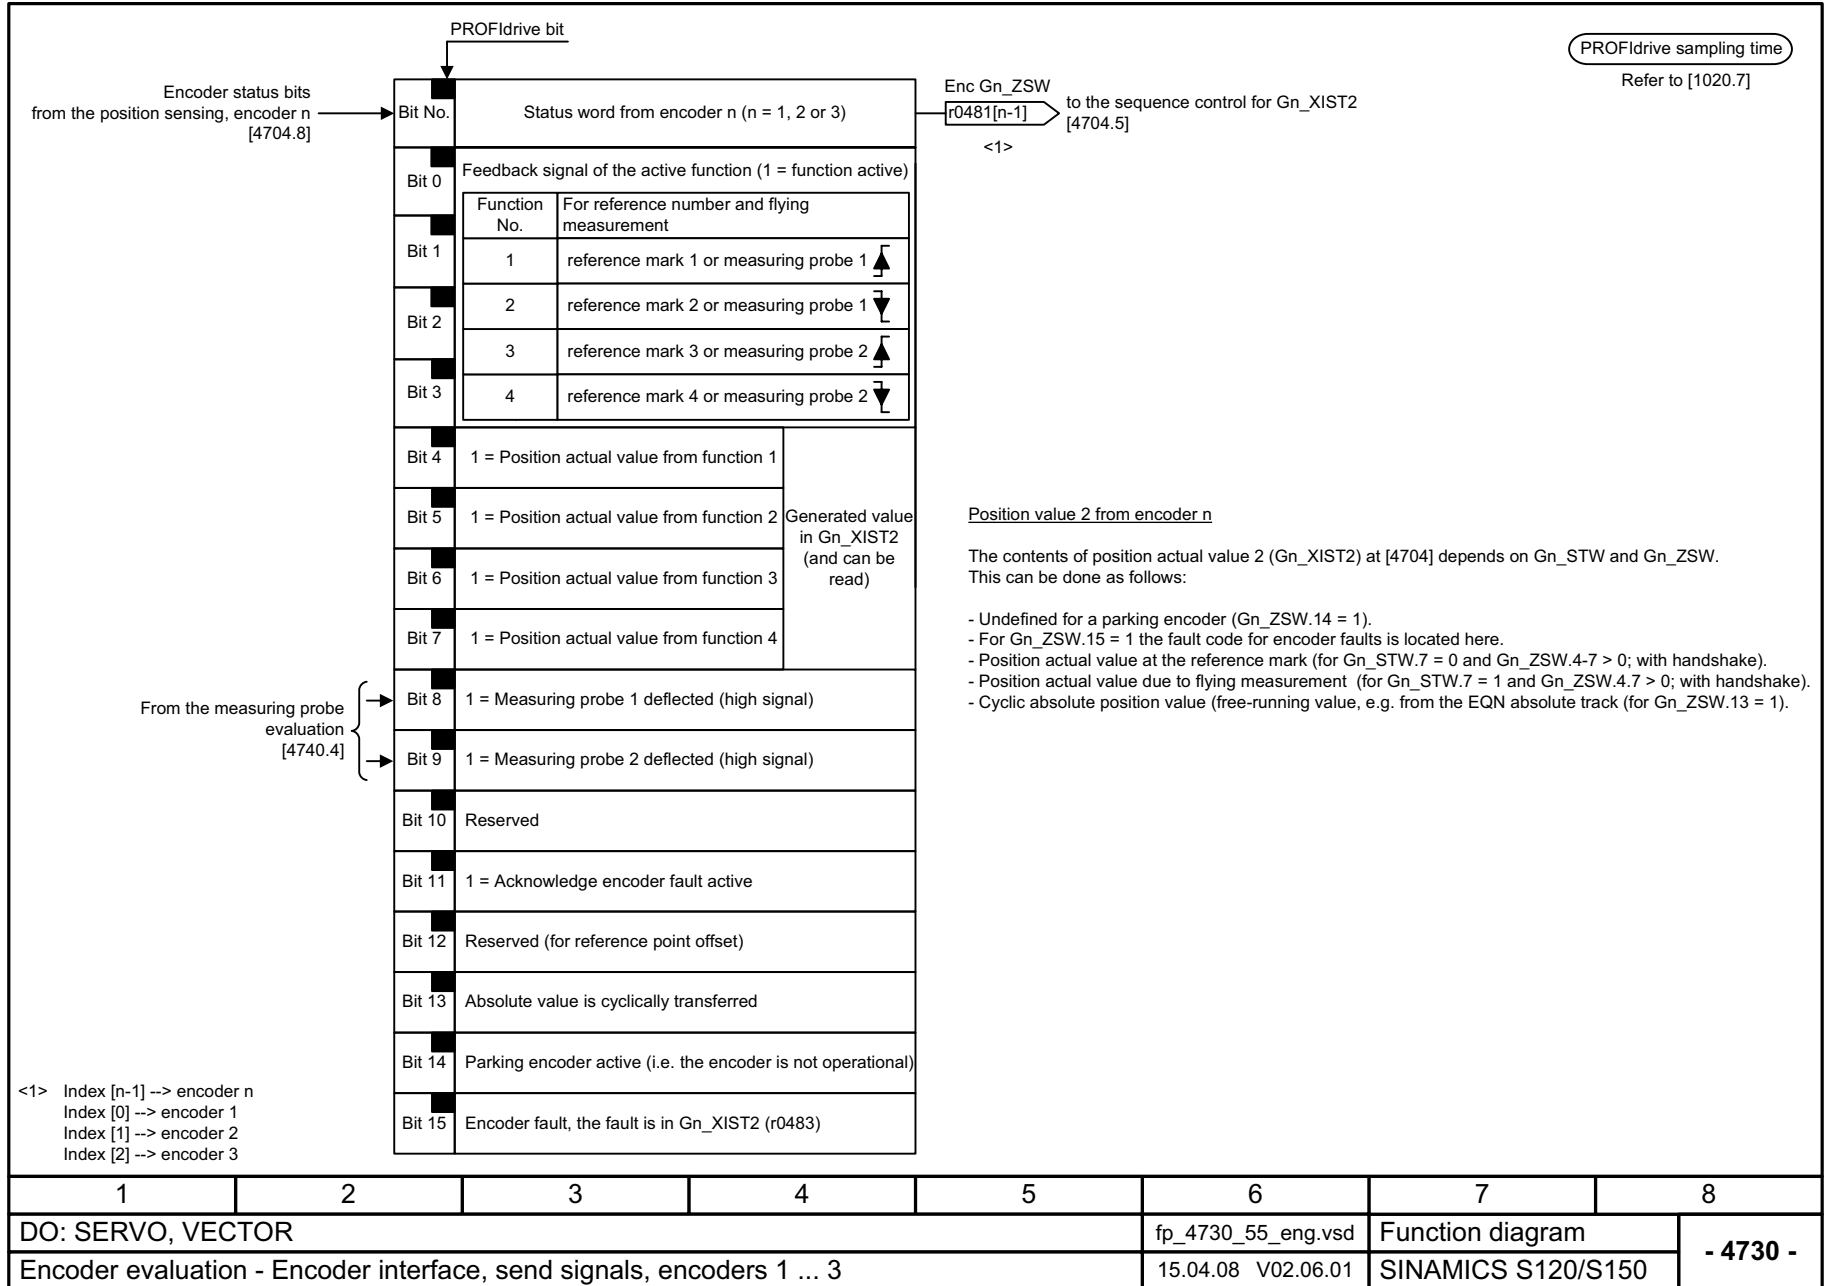 PROFIdrive bit
PROFIdrive sampling time
Refer to [1020.7]
Encoder status bits
from the position sensing, encoder n
[4704.8]
Bit No.
Status word from encoder n (n = 1, 2 or 3)
Enc Gn_ZSW
r0481[n-1]
<1>
to the sequence control for Gn_XIST2
[4704.5]
Bit 0
Feedback signal of the active function (1 = function active)
Function
No.
For reference number and flying
measurement
Bit 1
1
reference mark 1 or measuring probe 1
Bit 2
2
reference mark 2 or measuring probe 1
3
reference mark 3 or measuring probe 2
Bit 3
4
reference mark 4 or measuring probe 2
Bit 4
1 = Position actual value from function 1
Bit 5
1 = Position actual value from function 2
Bit 6
1 = Position actual value from function 3
Bit 7
1 = Position actual value from function 4
Generated value
in Gn_XIST2
(and can be
read)
Position value 2 from encoder n
The contents of position actual value 2 (Gn_XIST2) at [4704] depends on Gn_STW and Gn_ZSW.
This can be done as follows:
- Undefined for a parking encoder (Gn_ZSW.14 = 1).
- For Gn_ZSW.15 = 1 the fault code for encoder faults is located here.
- Position actual value at the reference mark (for Gn_STW.7 = 0 and Gn_ZSW.4-7 > 0; with handshake).
- Position actual value due to flying measurement  (for Gn_STW.7 = 1 and Gn_ZSW.4.7 > 0; with handshake).
- Cyclic absolute position value (free-running value, e.g. from the EQN absolute track (for Gn_ZSW.13 = 1).
From the measuring probe
evaluation
[4740.4]
Bit 8
1 = Measuring probe 1 deflected (high signal)
Bit 9
1 = Measuring probe 2 deflected (high signal)
Bit 10
Reserved
Bit 11
1 = Acknowledge encoder fault active
Bit 12
Reserved (for reference point offset)
Bit 13
Absolute value is cyclically transferred
Bit 14
Parking encoder active (i.e. the encoder is not operational)
Bit 15
Encoder fault, the fault is in Gn_XIST2 (r0483)
<1> Index [n-1] --> encoder n
Index [0] --> encoder 1
Index [1] --> encoder 2
Index [2] --> encoder 3
1 2 3 4 5 6 7 8
DO: SERVO, VECTOR
fp_4730_55_eng.vsd
Function diagram
- 4730 -
Encoder evaluation - Encoder interface, send signals, encoders 1 ... 3
15.04.08 V02.06.01
SINAMICS S120/S150